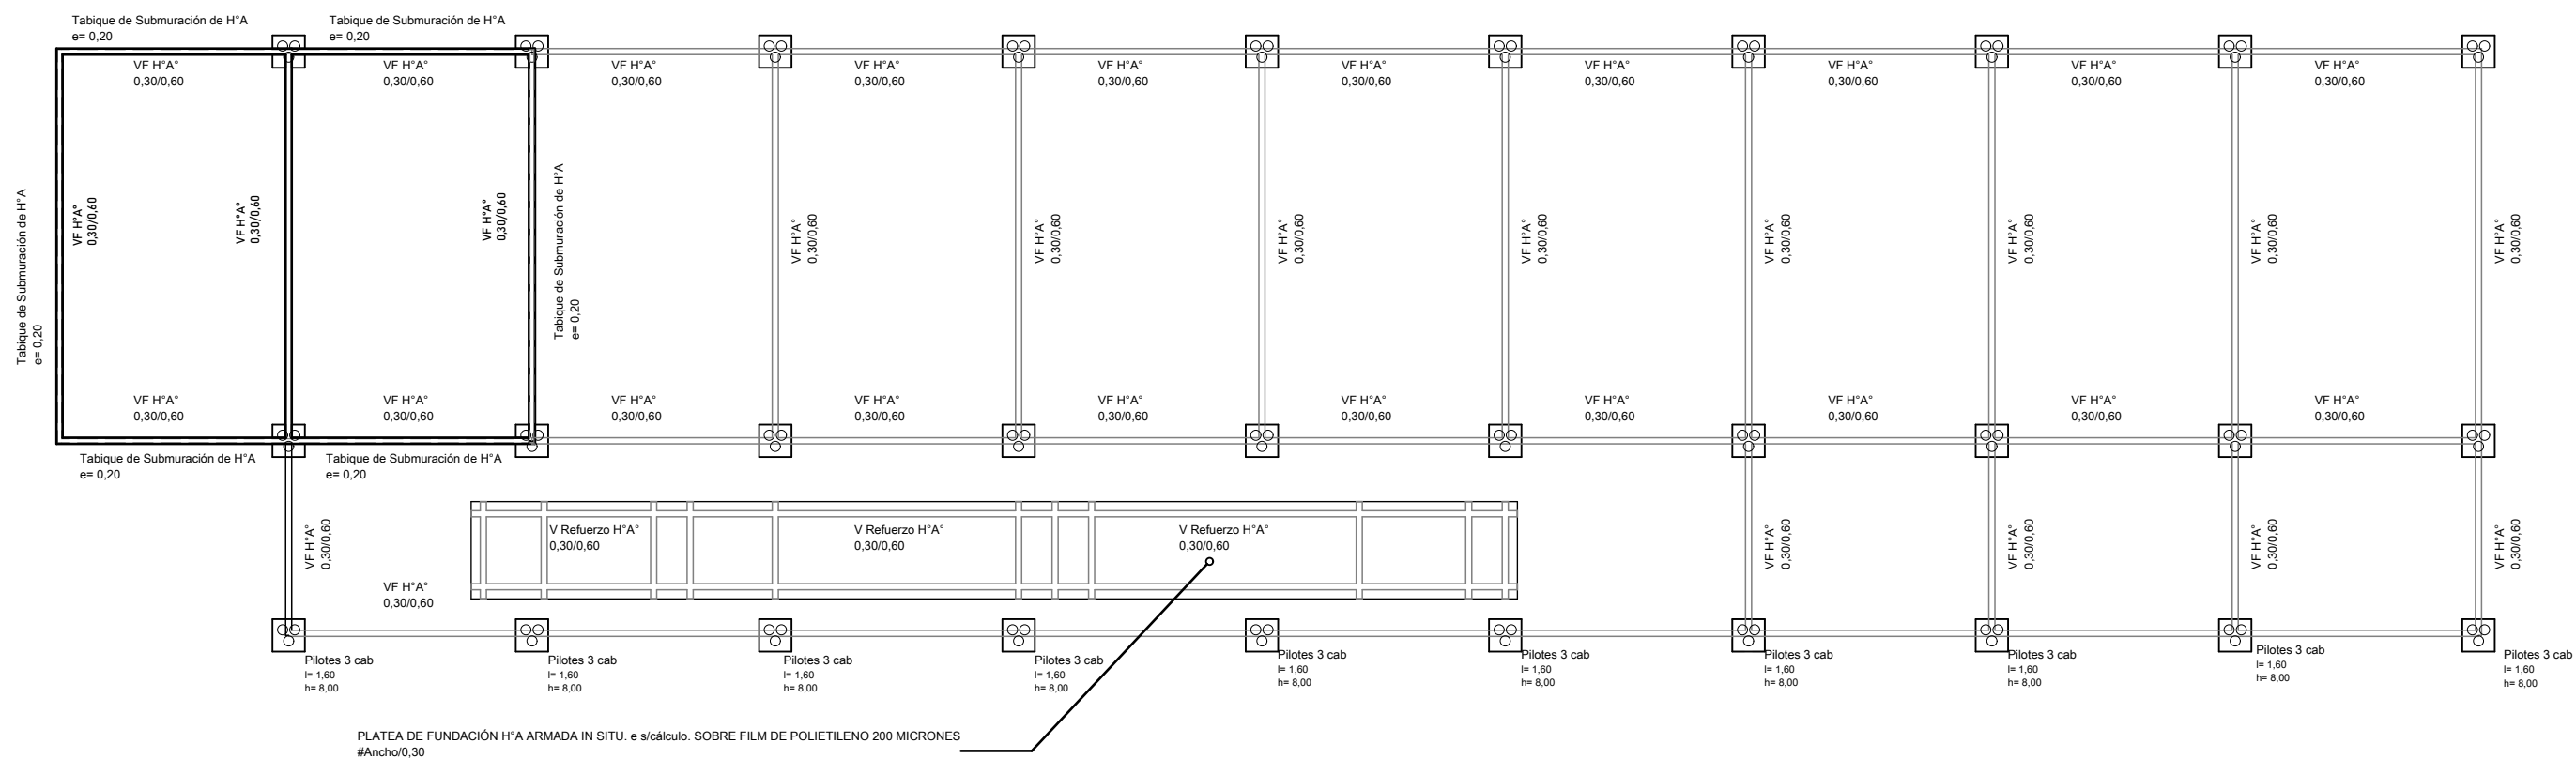 Tabique de Submuración de H°A
e= 0,20
Tabique de Submuración de H°A
e= 0,20
VF H°A°
0,30/0,60
VF H°A°
0,30/0,60
VF H°A°
0,30/0,60
VF H°A°
0,30/0,60
VF H°A°
0,30/0,60
VF H°A°
0,30/0,60
VF H°A°
0,30/0,60
VF H°A°
0,30/0,60
VF H°A°
0,30/0,60
VF H°A°
0,30/0,60
Tabique de Submuración de H°A
e= 0,20
VF H°A°
0,30/0,60
VF H°A°
0,30/0,60
VF H°A°
0,30/0,60
Tabique de Submuración de H°A
e= 0,20
VF H°A°
0,30/0,60
VF H°A°
0,30/0,60
VF H°A°
0,30/0,60
VF H°A°
0,30/0,60
VF H°A°
0,30/0,60
VF H°A°
0,30/0,60
VF H°A°
0,30/0,60
VF H°A°
0,30/0,60
VF H°A°
0,30/0,60
VF H°A°
0,30/0,60
VF H°A°
0,30/0,60
VF H°A°
0,30/0,60
VF H°A°
0,30/0,60
VF H°A°
0,30/0,60
VF H°A°
0,30/0,60
VF H°A°
0,30/0,60
VF H°A°
0,30/0,60
VF H°A°
0,30/0,60
Tabique de Submuración de H°A
e= 0,20
Tabique de Submuración de H°A
e= 0,20
VF H°A°
0,30/0,60
VF H°A°
0,30/0,60
V Refuerzo H°A°
0,30/0,60
V Refuerzo H°A°
0,30/0,60
V Refuerzo H°A°
0,30/0,60
VF H°A°
0,30/0,60
VF H°A°
0,30/0,60
VF H°A°
0,30/0,60
VF H°A°
0,30/0,60
Pilotes 3 cab
l= 1,60
h= 8,00
Pilotes 3 cab
l= 1,60
h= 8,00
Pilotes 3 cab
l= 1,60
h= 8,00
Pilotes 3 cab
l= 1,60
h= 8,00
Pilotes 3 cab
l= 1,60
h= 8,00
Pilotes 3 cab
l= 1,60
h= 8,00
Pilotes 3 cab
l= 1,60
h= 8,00
Pilotes 3 cab
l= 1,60
h= 8,00
Pilotes 3 cab
l= 1,60
h= 8,00
Pilotes 3 cab
l= 1,60
h= 8,00
PLATEA DE FUNDACIÓN H°A ARMADA IN SITU. e s/cálculo. SOBRE FILM DE POLIETILENO 200 MICRONES
#Ancho/0,30